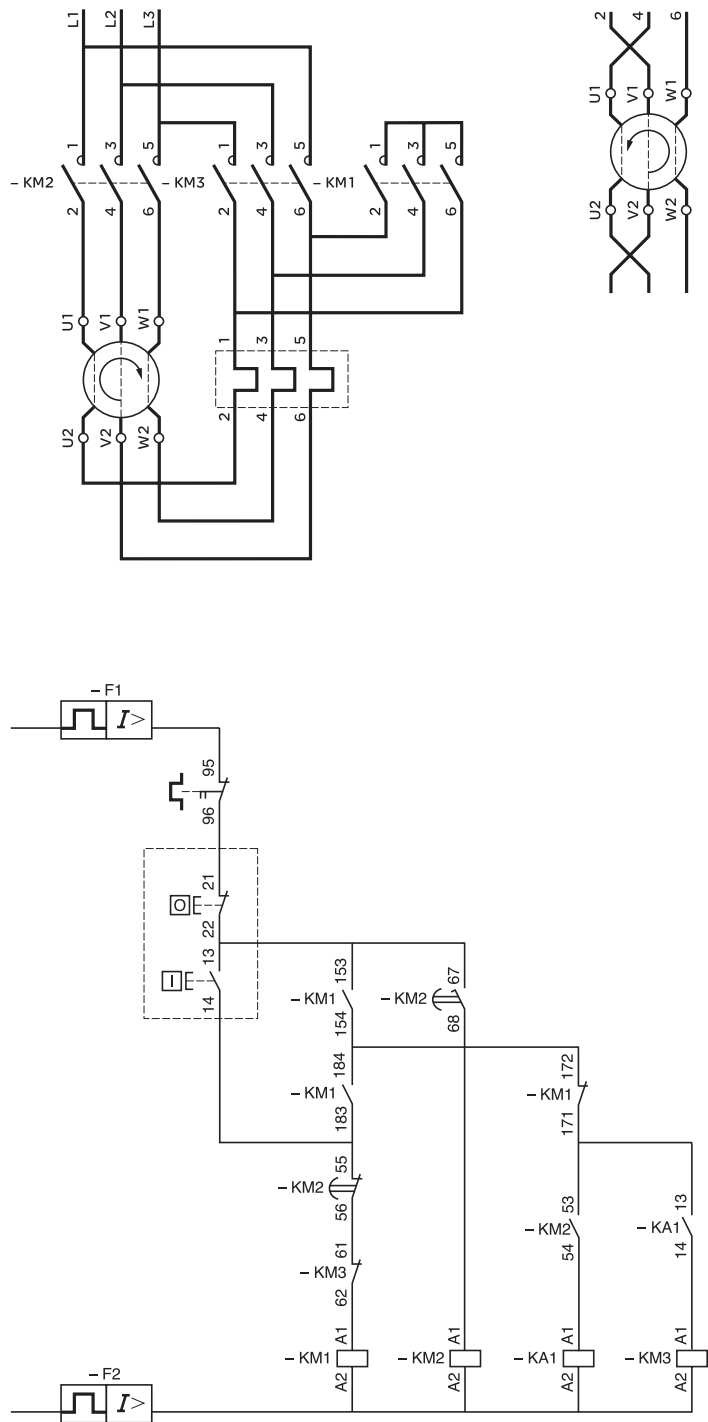 L1 L2 L3
2 4 6
U1 V1 W1
U2 V2 W2
1 3 5 1 3 5 1 3 5
– KM2 – KM3 – KM1
2 4 6 2 4 6 2 4 6
U1 V1 W1
1 3 5
2 4 6
U2 V2 W2
– F1
I>
95
96
21
O
22
13
I
14
153 67
– KM1 – KM2
154 68
184 172
– KM1 – KM1
183 171
55
– KM2
56
53 13
– KM2 – KA1
54 14
61
– KM3
62
A1 A1 A1 A1
– KM1 – KM2 – KA1 – KM3
A2 A2 A2 A2
– F2
I>